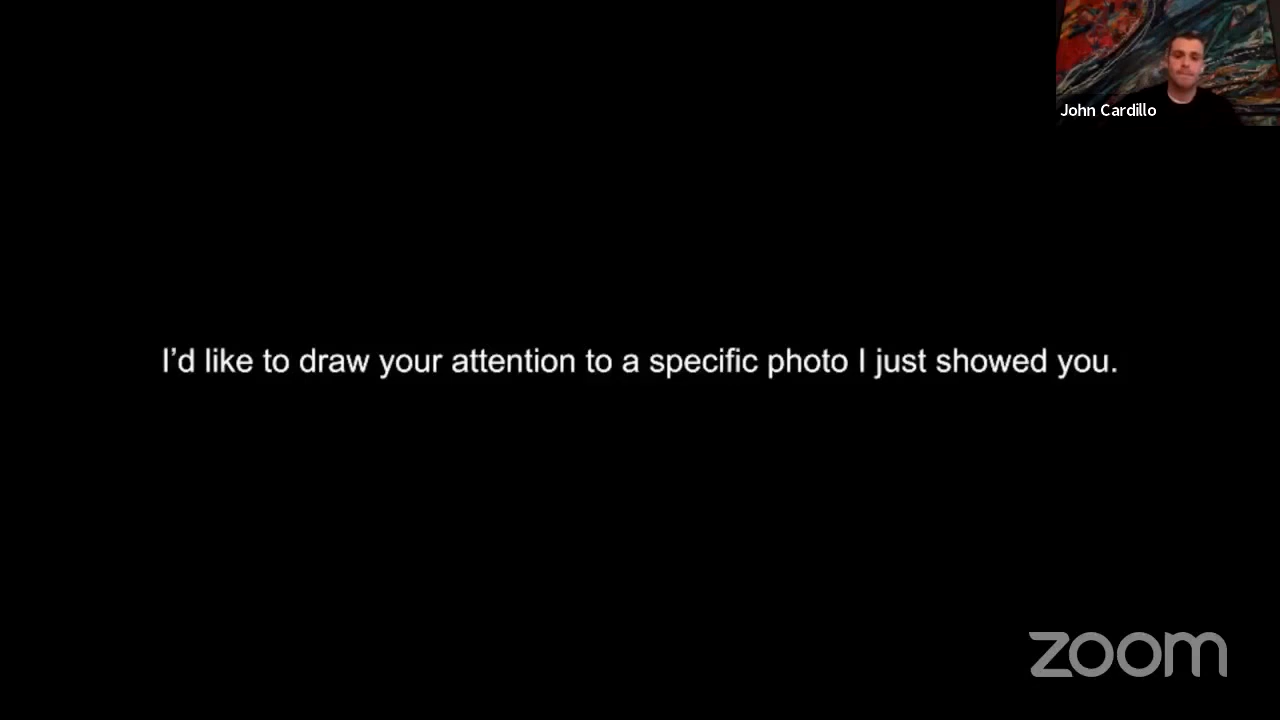 John Cardillo
I’d like to draw your attention to a specific photo I just showed you.
zoom